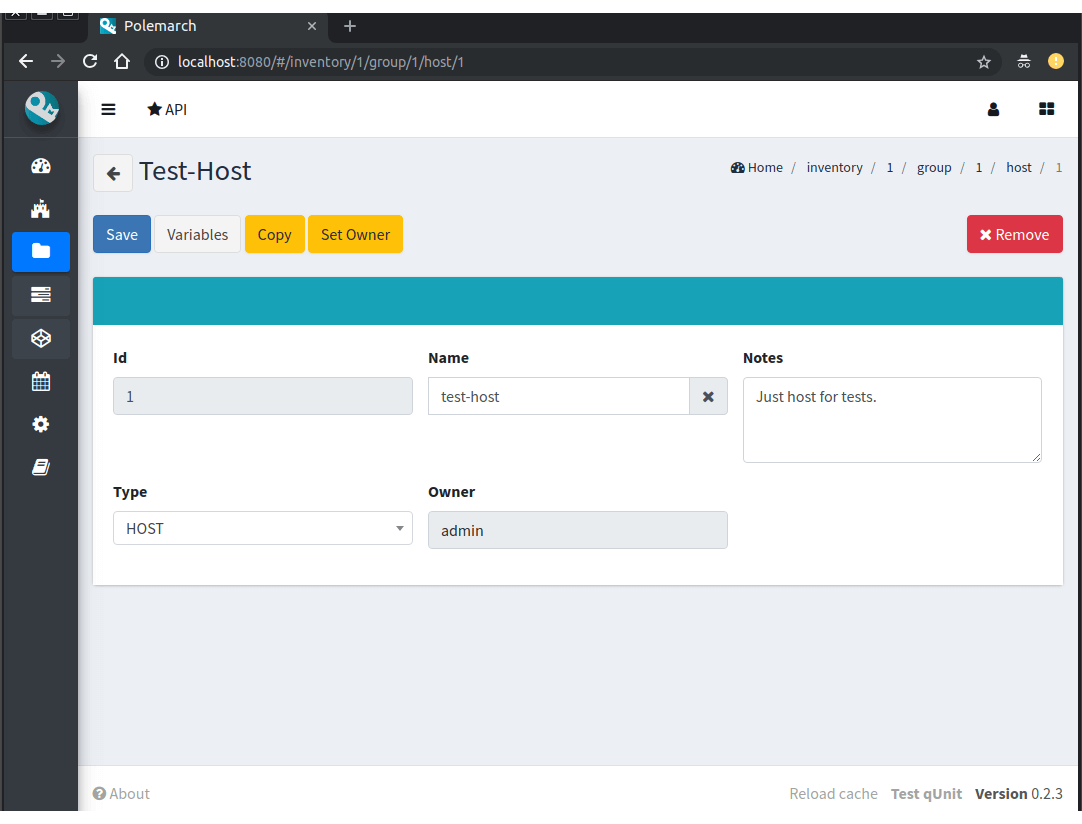 Polemarch
localhost:8080/#/inventory/1/group/1/host/1
API
Test-Host
Home / inventory / 1 / group / 1 / host / 1
Save Variables Copy Set Owner Remove
Id Name Notes
1 test-host Just host for tests.
Type Owner
HOST admin
About Reload cache Test qUnit Version 0.2.3